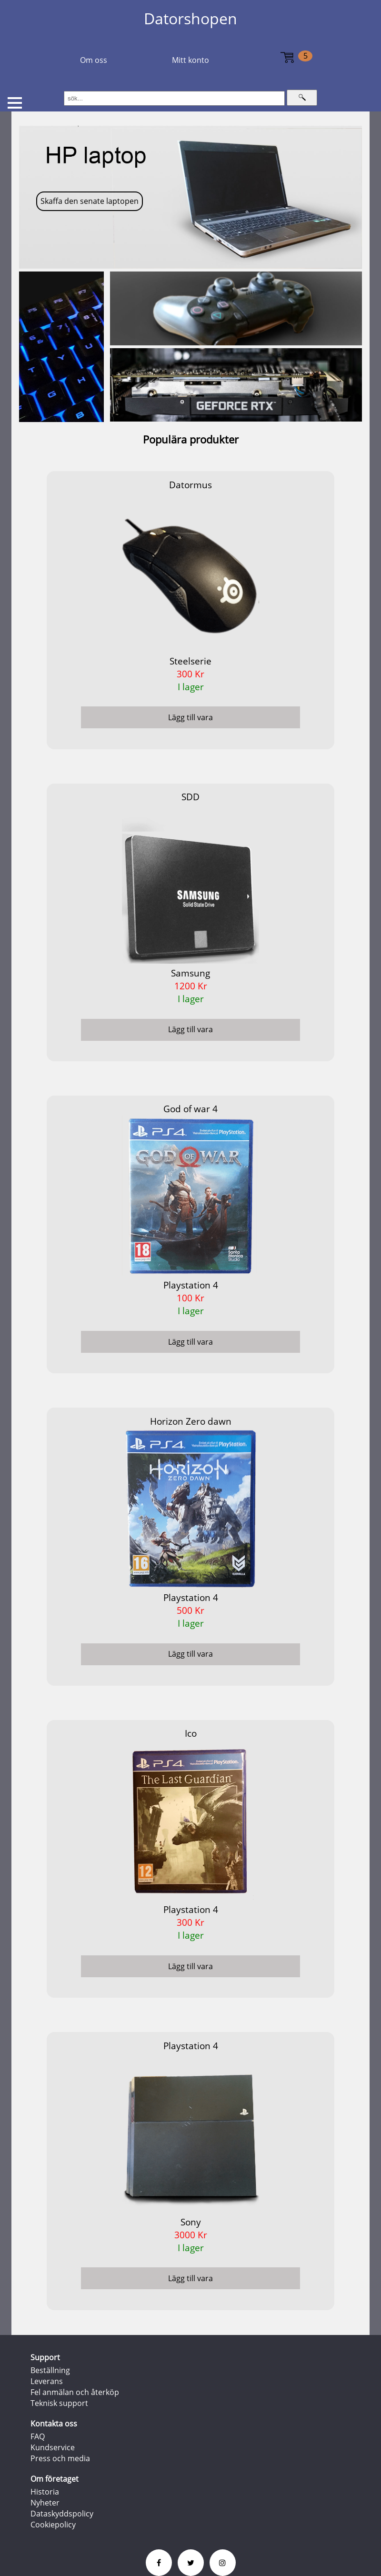 Datorshopen
Om oss
Mitt konto
5
sök...
HP laptop
Skaffa den senate laptopen
GEFORCE RTX
Populära produkter
Datormus
Steelserie
300 Kr
I lager
Lägg till vara
SDD
SAMSUNG
Solid State Drive
Samsung
1200 Kr
I lager
Lägg till vara
God of war 4
PS4 PlayStation
GOD OF WAR
18
Playstation 4
100 Kr
I lager
Lägg till vara
Horizon Zero dawn
PS4 PlayStation
HORIZON
ZERO DAWN
16
Playstation 4
500 Kr
I lager
Lägg till vara
Ico
PS4 PlayStation
The Last Guardian
12
Playstation 4
300 Kr
I lager
Lägg till vara
Playstation 4
Sony
3000 Kr
I lager
Lägg till vara
Support
Beställning
Leverans
Fel anmälan och återköp
Teknisk support
Kontakta oss
FAQ
Kundservice
Press och media
Om företaget
Historia
Nyheter
Dataskyddspolicy
Cookiepolicy